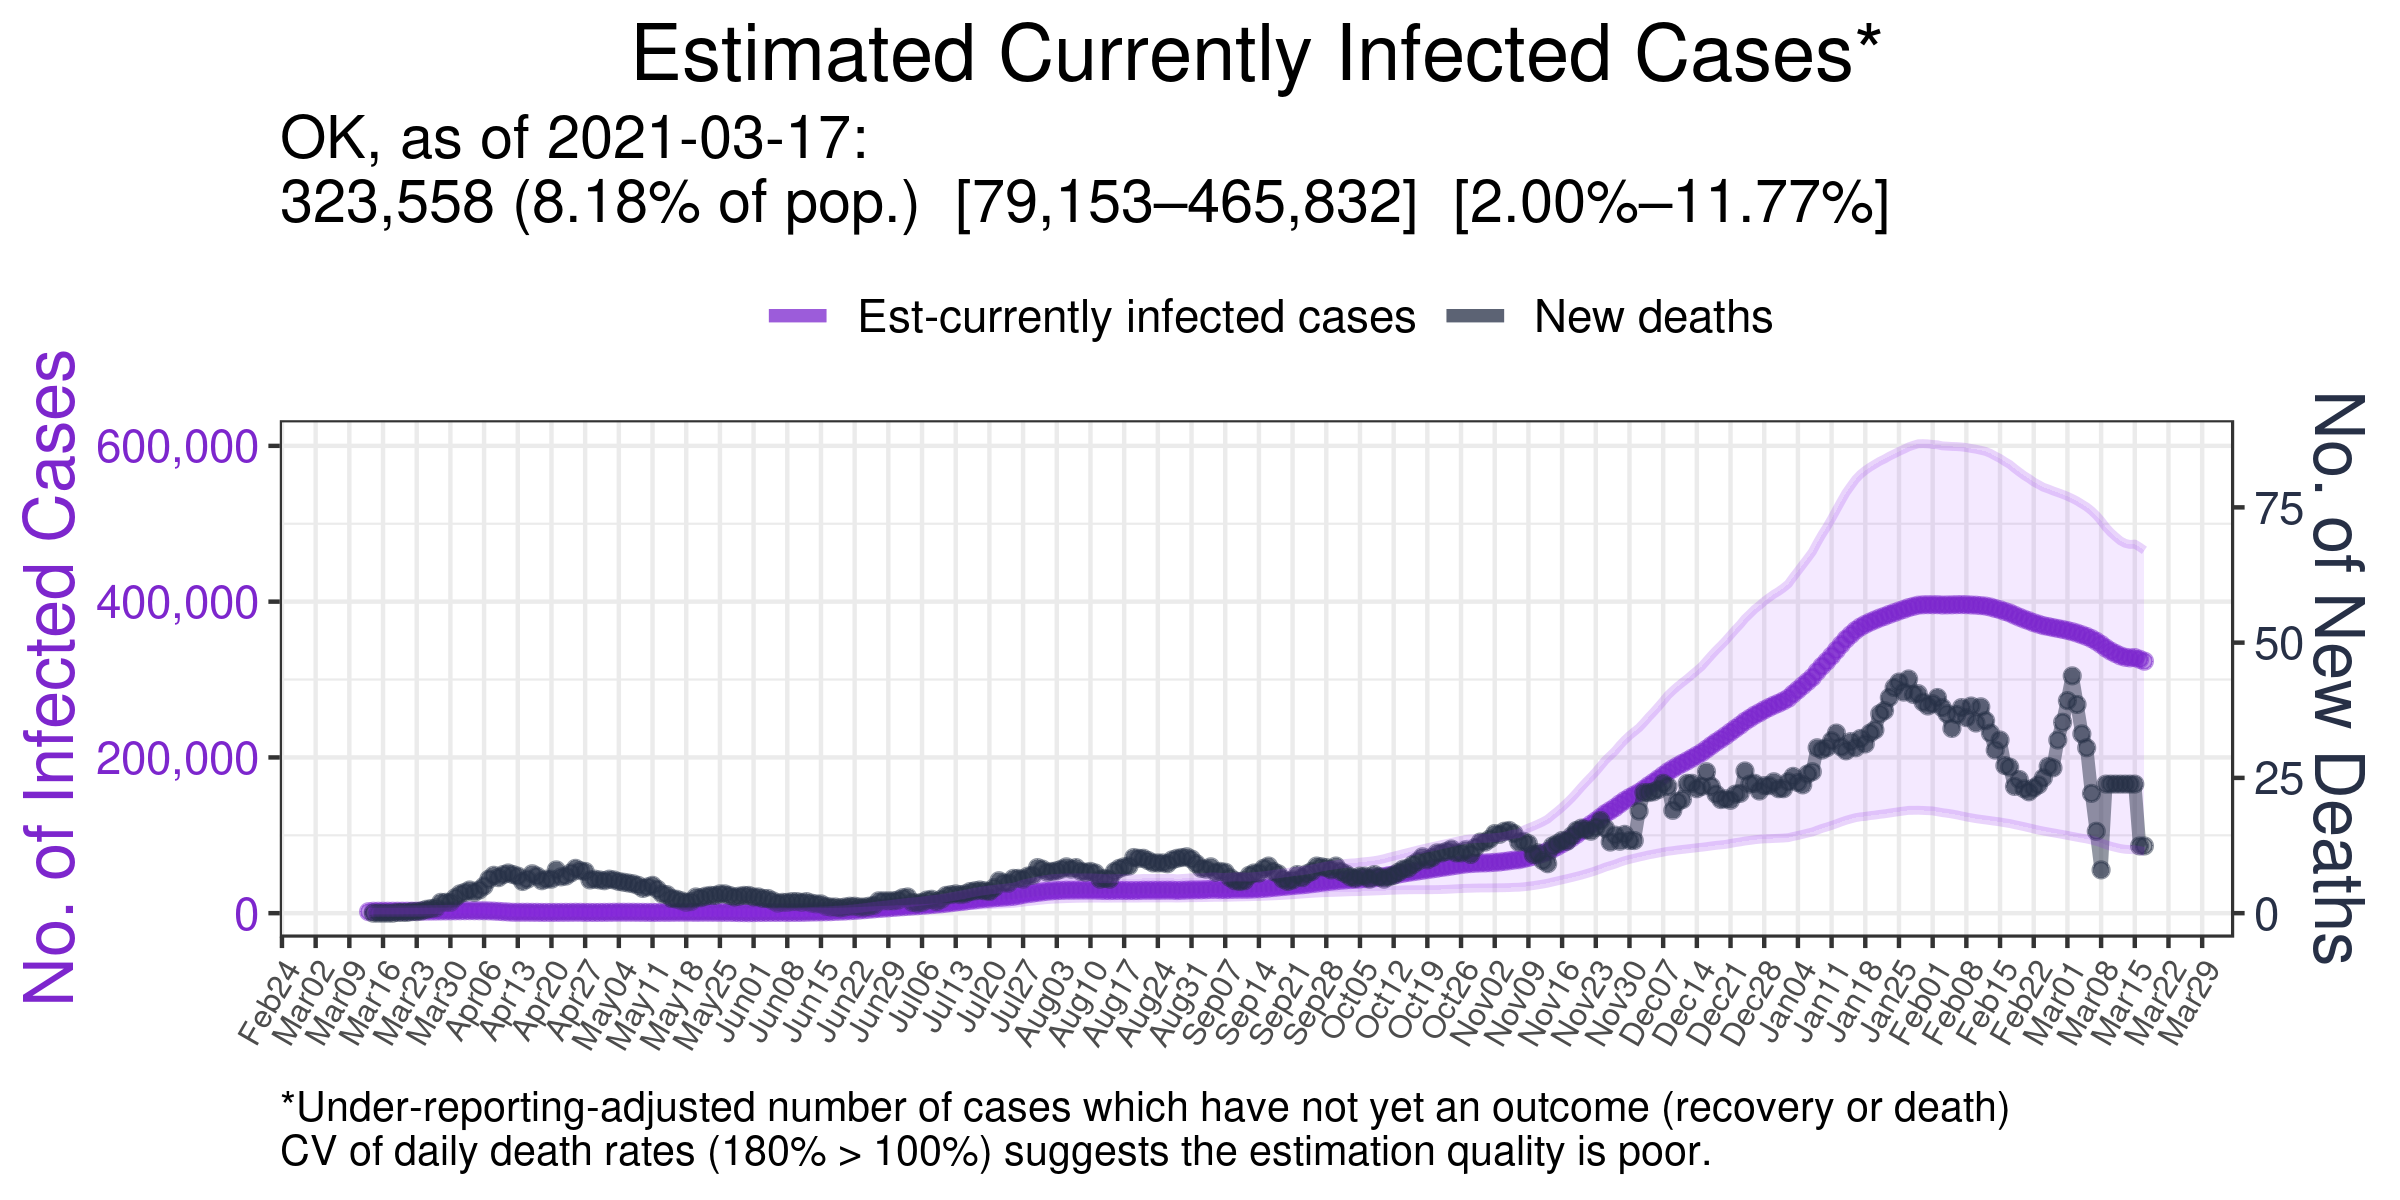 Estimated Currently Infected Cases*
OK, as of 2021-03-17:
323,558 (8.18% of pop.)  [79,153–465,832]  [2.00%–11.77%]
Est-currently infected cases
New deaths
No. of Infected Cases
600,000
400,000
200,000
0
75
50
25
0
No. of New Deaths
Feb24
Mar02
Mar09
Mar16
Mar23
Mar30
Apr06
Apr13
Apr20
Apr27
May04
May11
May18
May25
Jun01
Jun08
Jun15
Jun22
Jun29
Jul06
Jul13
Jul20
Jul27
Aug03
Aug10
Aug17
Aug24
Aug31
Sep07
Sep14
Sep21
Sep28
Oct05
Oct12
Oct19
Oct26
Nov02
Nov09
Nov16
Nov23
Nov30
Dec07
Dec14
Dec21
Dec28
Jan04
Jan11
Jan18
Jan25
Feb01
Feb08
Feb15
Feb22
Mar01
Mar08
Mar15
Mar22
Mar29
*Under-reporting-adjusted number of cases which have not yet an outcome (recovery or death)
CV of daily death rates (180% > 100%) suggests the estimation quality is poor.